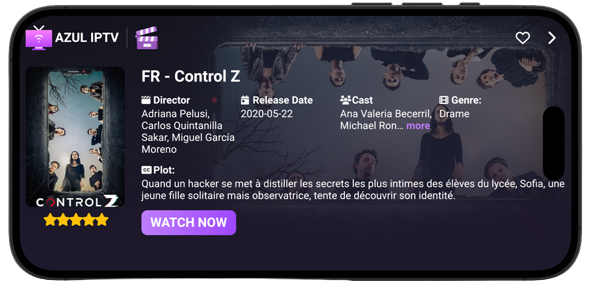 AZUL IPTV
FR - Control Z
Director
Adriana Pelusi,
Carlos Quintanilla
Sakar, Miguel García
Moreno
Release Date
2020-05-22
Cast
Ana Valeria Becerril,
Michael Ron... more
Genre:
Drame
CONTROL Z
Plot:
Quand un hacker se met à distiller les secrets les plus intimes des élèves du lycée, Sofia, une
jeune fille solitaire mais observatrice, tente de découvrir son identité.
WATCH NOW